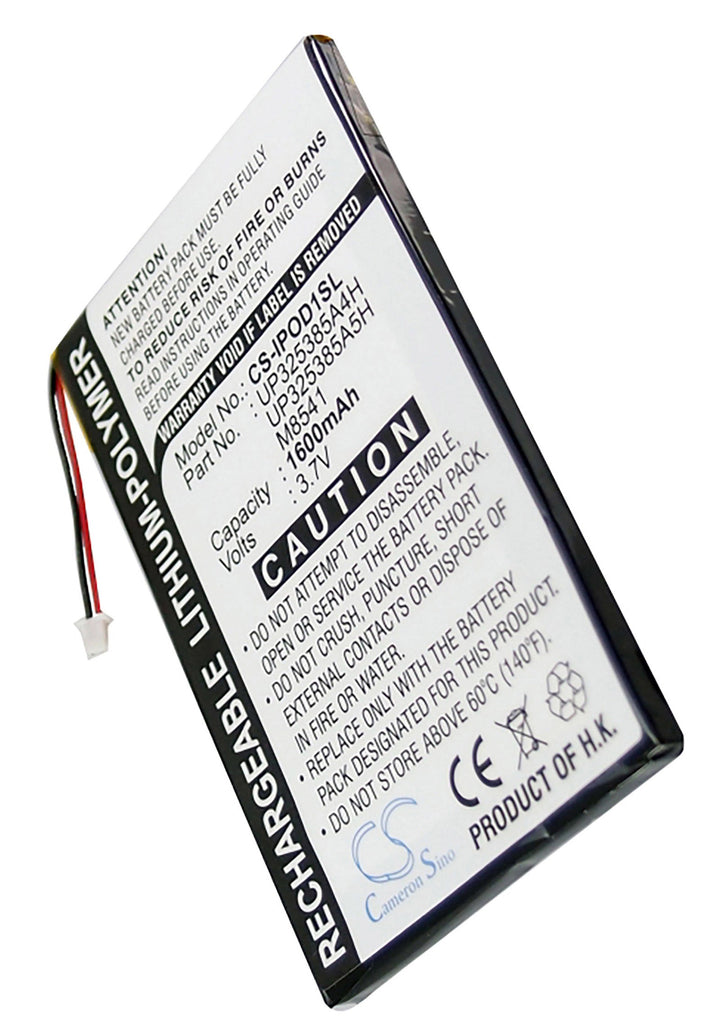 RECHARGEABLE LITHIUM-POLYMER
ATTENTION!
NEW BATTERY PACK MUST BE FULLY
CHARGED BEFORE USE.
TO REDUCE RISK OF FIRE OR BURNS
READ INSTRUCTIONS IN OPERATING GUIDE
INCLUDED BEFORE USE.
WARRANTY VOID IF LABEL REMOVED
Model No.: CS-IPOD1SL
Part No. : UP325385A4H
UP325385A5H
M8541
Capacity : 1600mAh
Volts : 3.7V
CAUTION
• DO NOT ATTEMPT TO DISASSEMBLE,
OPEN OR SERVICE THE BATTERY PACK.
• DO NOT CRUSH, PUNCTURE, SHORT
EXTERNAL CONTACTS OR DISPOSE OF
IN FIRE OR WATER.
• REPLACE ONLY WITH THE BATTERY
PACK DESIGNATED FOR THIS PRODUCT.
• DO NOT STORE ABOVE 60°C (140°F).
CE
PRODUCT OF H.K.
CS
Cameron Sino